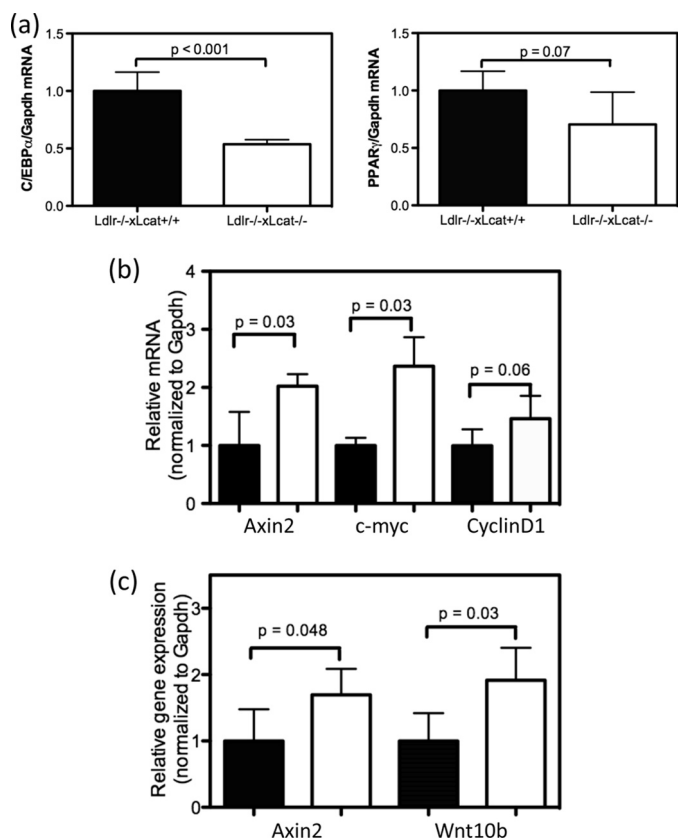 (a)
C/EBPα/Gapdh mRNA
1.5
1.0
0.5
0.0
p < 0.001
Ldlr-/-xLcat+/+
Ldlr-/-xLcat-/-
PPARγ/Gapdh mRNA
1.5
1.0
0.5
0.0
p = 0.07
Ldlr-/-xLcat+/+
Ldlr-/-xLcat-/-
(b)
Relative mRNA
(normalized to Gapdh)
4
3
2
1
0
p = 0.03
p = 0.03
p = 0.06
Axin2
c-myc
CyclinD1
(c)
Relative gene expression
(normalized to Gapdh)
3
2
1
0
p = 0.048
p = 0.03
Axin2
Wnt10b